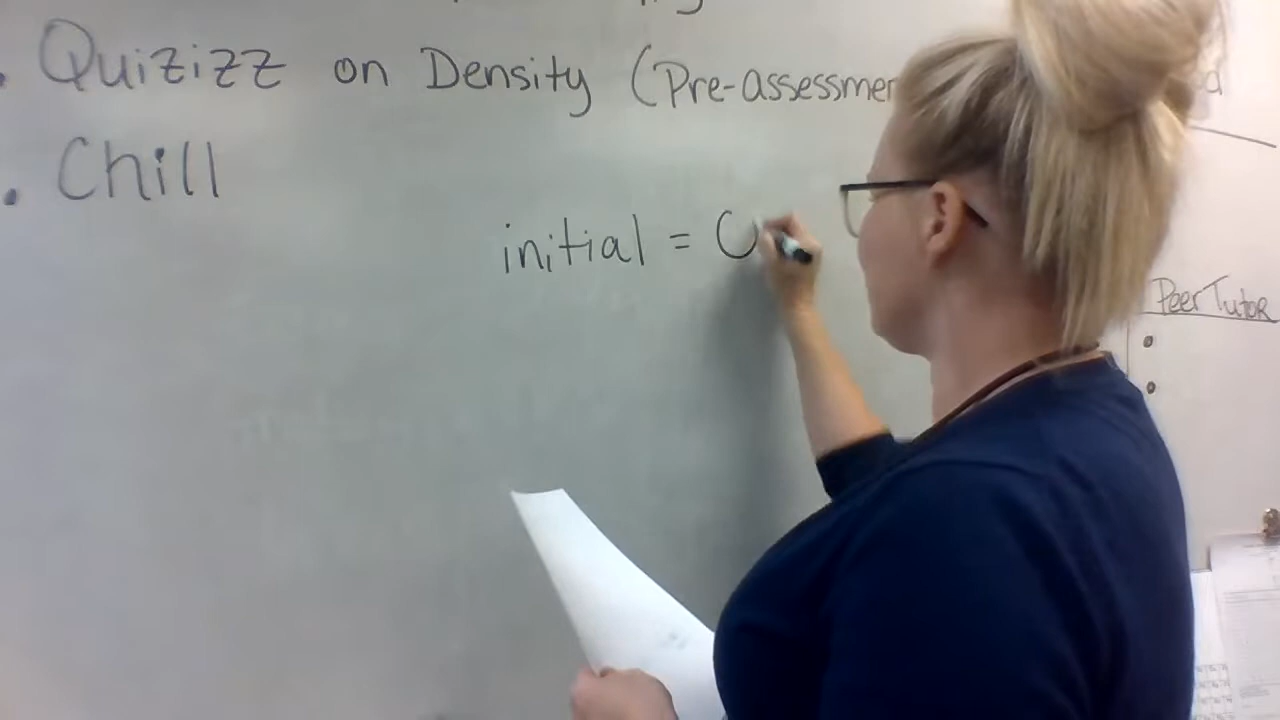 Quizizz on Density (Pre-assessmen
Chill
initial =
Peer Tutor